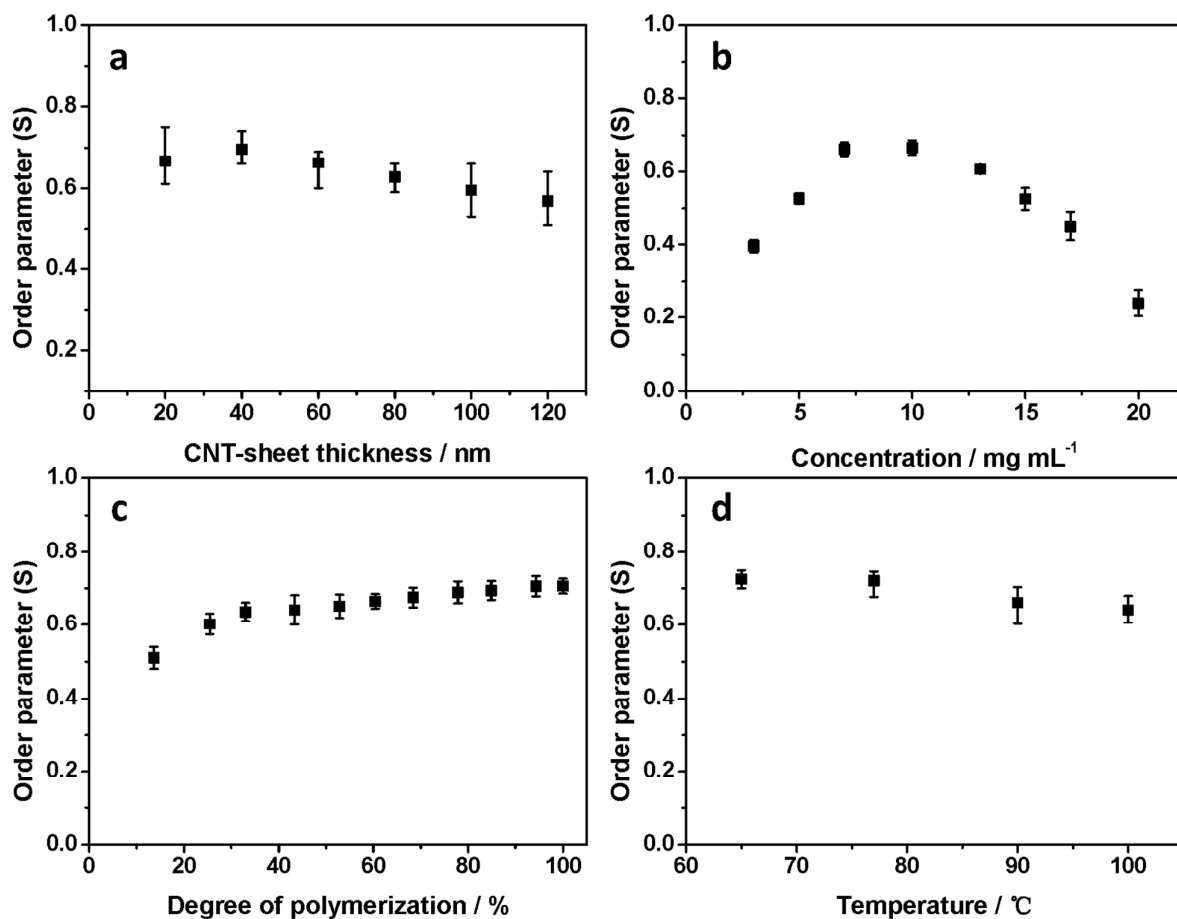 a
1.0
0.8
0.6
0.4
0.2
Order parameter (S)
0 20 40 60 80 100 120
CNT-sheet thickness / nm
b
1.0
0.8
0.6
0.4
0.2
0.0
Order parameter (S)
0 5 10 15 20
Concentration / mg mL⁻¹
c
1.0
0.8
0.6
0.4
0.2
0.0
Order parameter (S)
0 20 40 60 80 100
Degree of polymerization / %
d
1.0
0.8
0.6
0.4
0.2
0.0
Order parameter (S)
60 70 80 90 100
Temperature / ℃